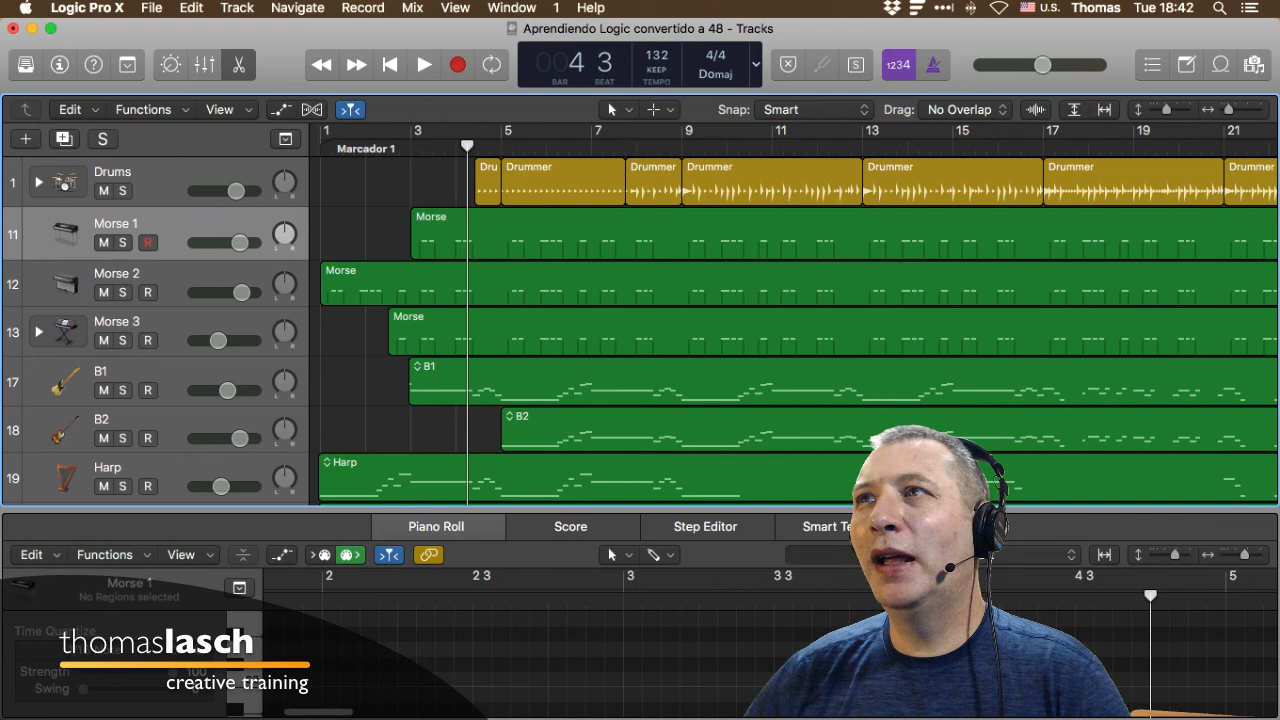 Logic Pro X File Edit Track Navigate Record Mix View Window 1 Help U.S. Thomas Tue 18:42
Aprendiendo Logic convertido a 48 - Tracks
004 3 132 4/4
BAR BEAT KEEP TEMPO Domaj
1234
Edit Functions View Snap: Smart Drag: No Overlap
S
1 3 5 7 9 11 13 15 17 19 21
Marcador 1
1 Drums
M S
Dru Drummer Drummer Drummer Drummer Drummer Drummer
L R
11 Morse 1
M S R
Morse
L R
12 Morse 2
M S R
Morse
L R
13 Morse 3
M S R
Morse
L R
17 B1
M S R
B1
L R
18 B2
M S R
B2
L R
19 Harp
M S R
Harp
L R
Piano Roll Score Step Editor Smart Te
Edit Functions View
2 2 3 3 3 3 4 3 5
Morse 1
No Regions selected
Time Quantize
thomaslasch
Strength 100
creative training
Swing